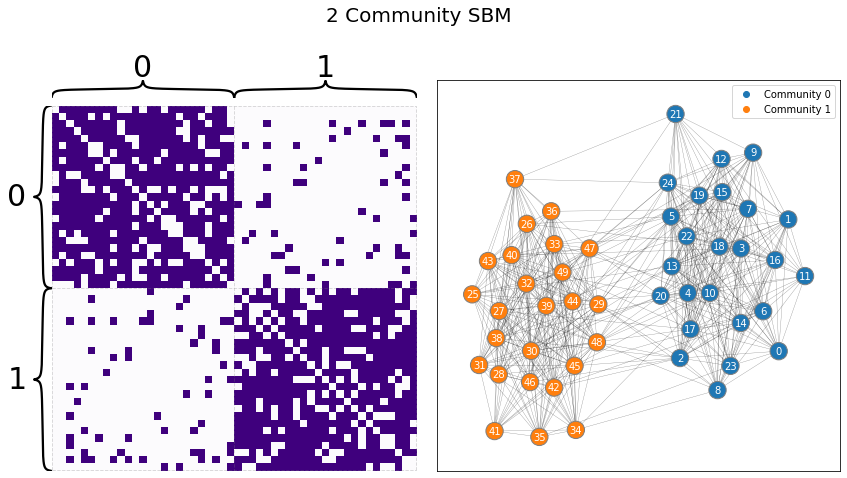 2 Community SBM
0 1
0
1
Community 0
Community 1
21
12 9
37 24 19 15
36 5 7 1
26 22
33 47 18 3
43 40 49 13 16 11
25 32 44 29 20 4 10
27 39 6
38 48 17 14
31 30 45 2 23 0
28 46 42 8
41 35 34